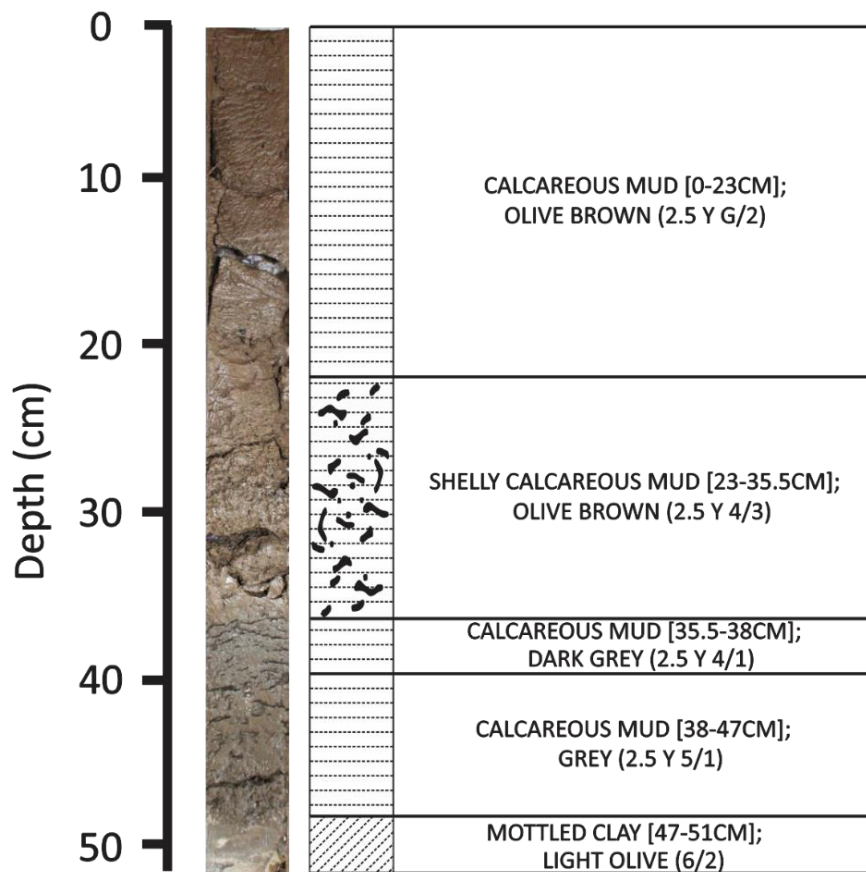 0
10
20
30
40
50
Depth (cm)
CALCAREOUS MUD [0-23CM];
OLIVE BROWN (2.5 Y G/2)
SHELLY CALCAREOUS MUD [23-35.5CM];
OLIVE BROWN (2.5 Y 4/3)
CALCAREOUS MUD [35.5-38CM];
DARK GREY (2.5 Y 4/1)
CALCAREOUS MUD [38-47CM];
GREY (2.5 Y 5/1)
MOTTLED CLAY [47-51CM];
LIGHT OLIVE (6/2)